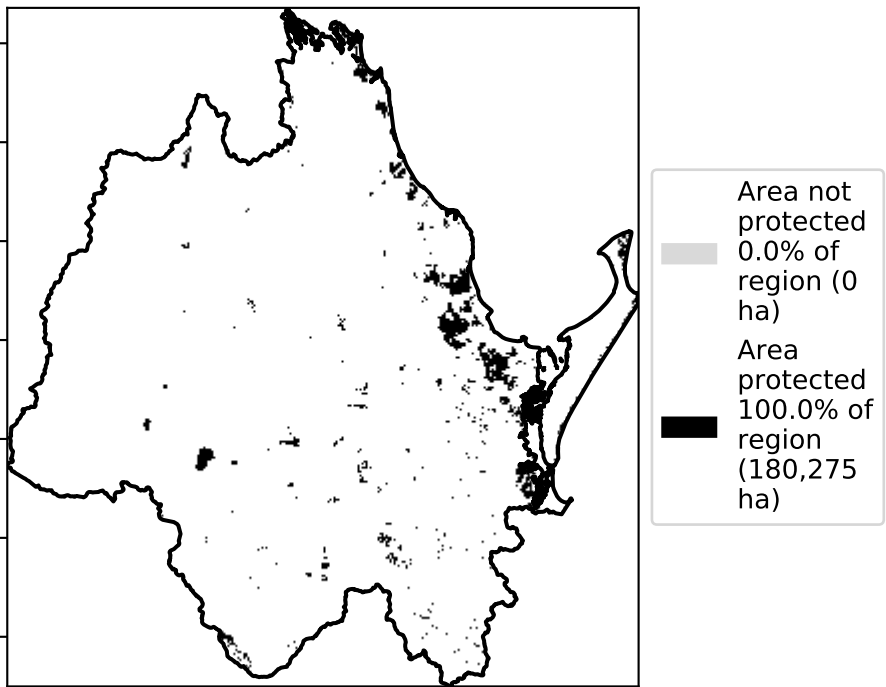 Area not
protected
0.0% of
region (0
ha)
Area
protected
100.0% of
region
(180,275
ha)